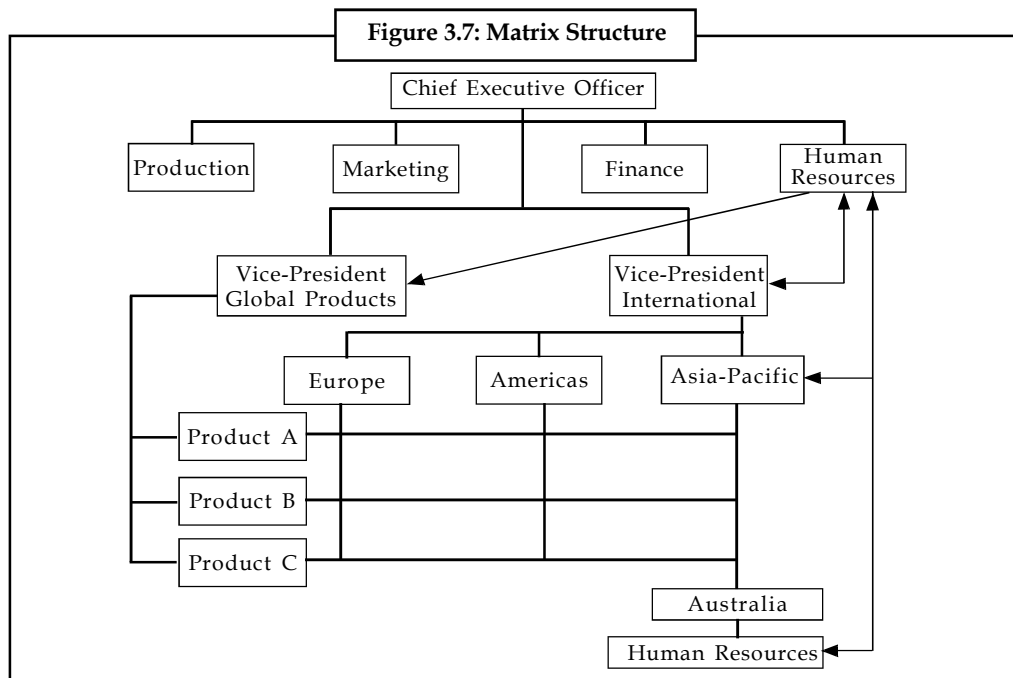 Figure 3.7: Matrix Structure
Chief Executive Officer
Production
Marketing
Finance
Human
Resources
Vice-President
Global Products
Vice-President
International
Europe
Americas
Asia-Pacific
Product A
Product B
Product C
Australia
Human Resources